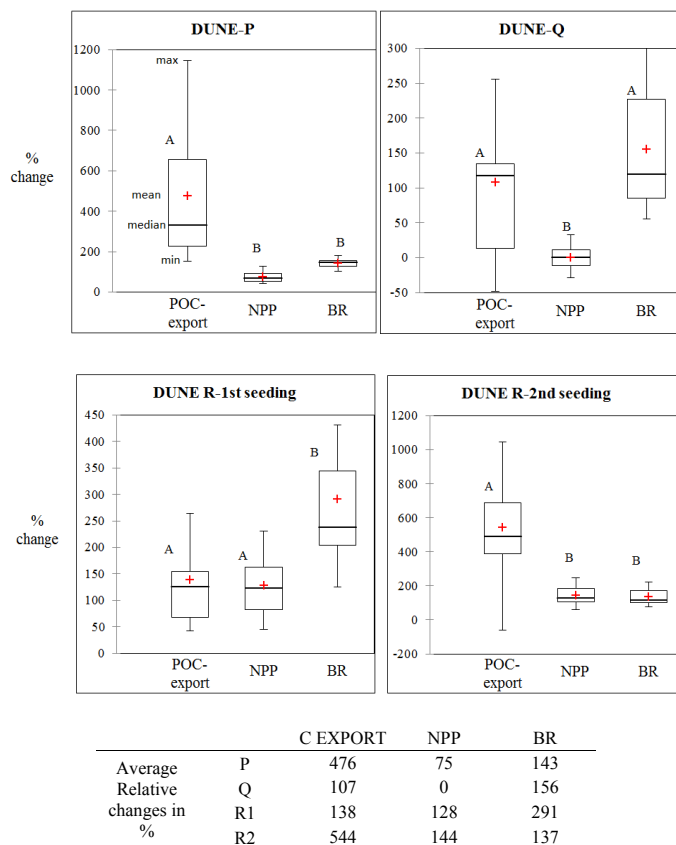 DUNE-P
% change
1200
1000
800
600
400
200
0
max
mean
median
min
A
B
B
POC-export
NPP
BR
DUNE-Q
300
250
200
150
100
50
0
-50
A
B
A
POC-export
NPP
BR
DUNE R-1st seeding
% change
450
400
350
300
250
200
150
100
50
0
A
A
B
POC-export
NPP
BR
DUNE R-2nd seeding
1200
1000
800
600
400
200
0
-200
A
B
B
POC-export
NPP
BR
C EXPORT NPP BR
Average Relative changes in %
P 476 75 143
Q 107 0 156
R1 138 128 291
R2 544 144 137